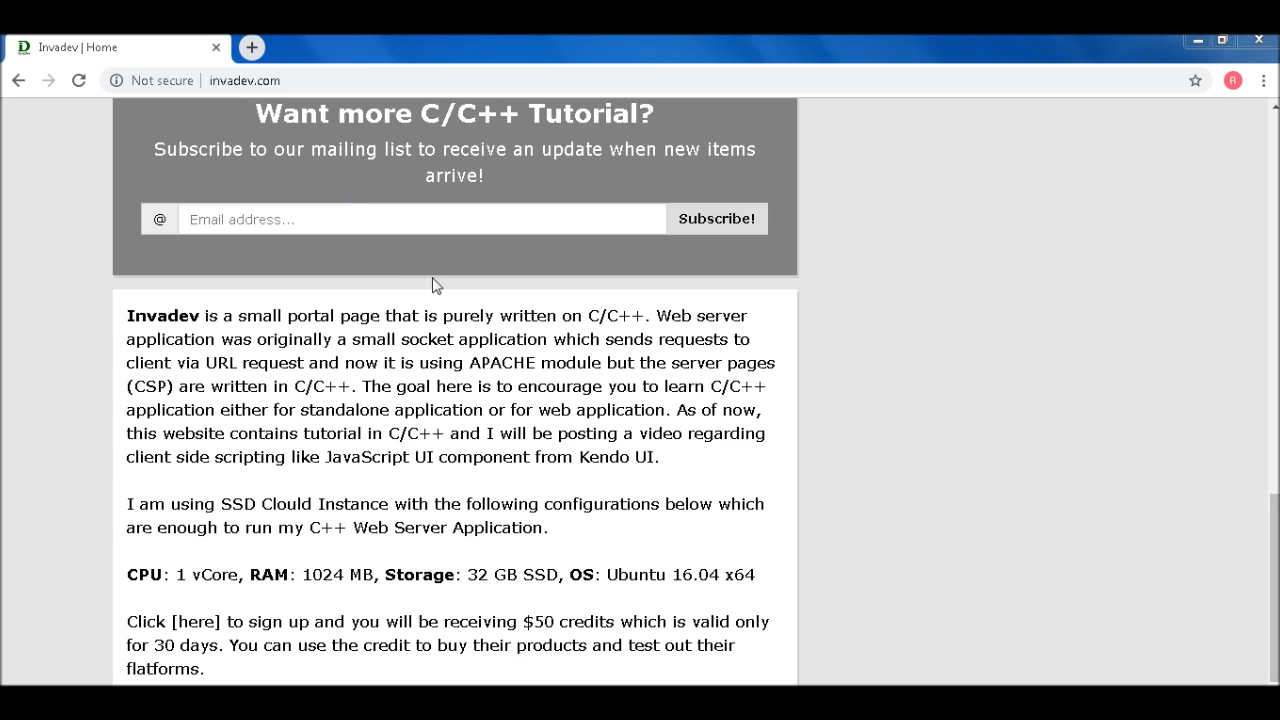 Invadev | Home
Not secure
invadev.com
R
Want more C/C++ Tutorial?
Subscribe to our mailing list to receive an update when new items
arrive!
@ Email address... Subscribe!
Invadev is a small portal page that is purely written on C/C++. Web server
application was originally a small socket application which sends requests to
client via URL request and now it is using APACHE module but the server pages
(CSP) are written in C/C++. The goal here is to encourage you to learn C/C++
application either for standalone application or for web application. As of now,
this website contains tutorial in C/C++ and I will be posting a video regarding
client side scripting like JavaScript UI component from Kendo UI.
I am using SSD Clould Instance with the following configurations below which
are enough to run my C++ Web Server Application.
CPU: 1 vCore, RAM: 1024 MB, Storage: 32 GB SSD, OS: Ubuntu 16.04 x64
Click [here] to sign up and you will be receiving $50 credits which is valid only
for 30 days. You can use the credit to buy their products and test out their
flatforms.